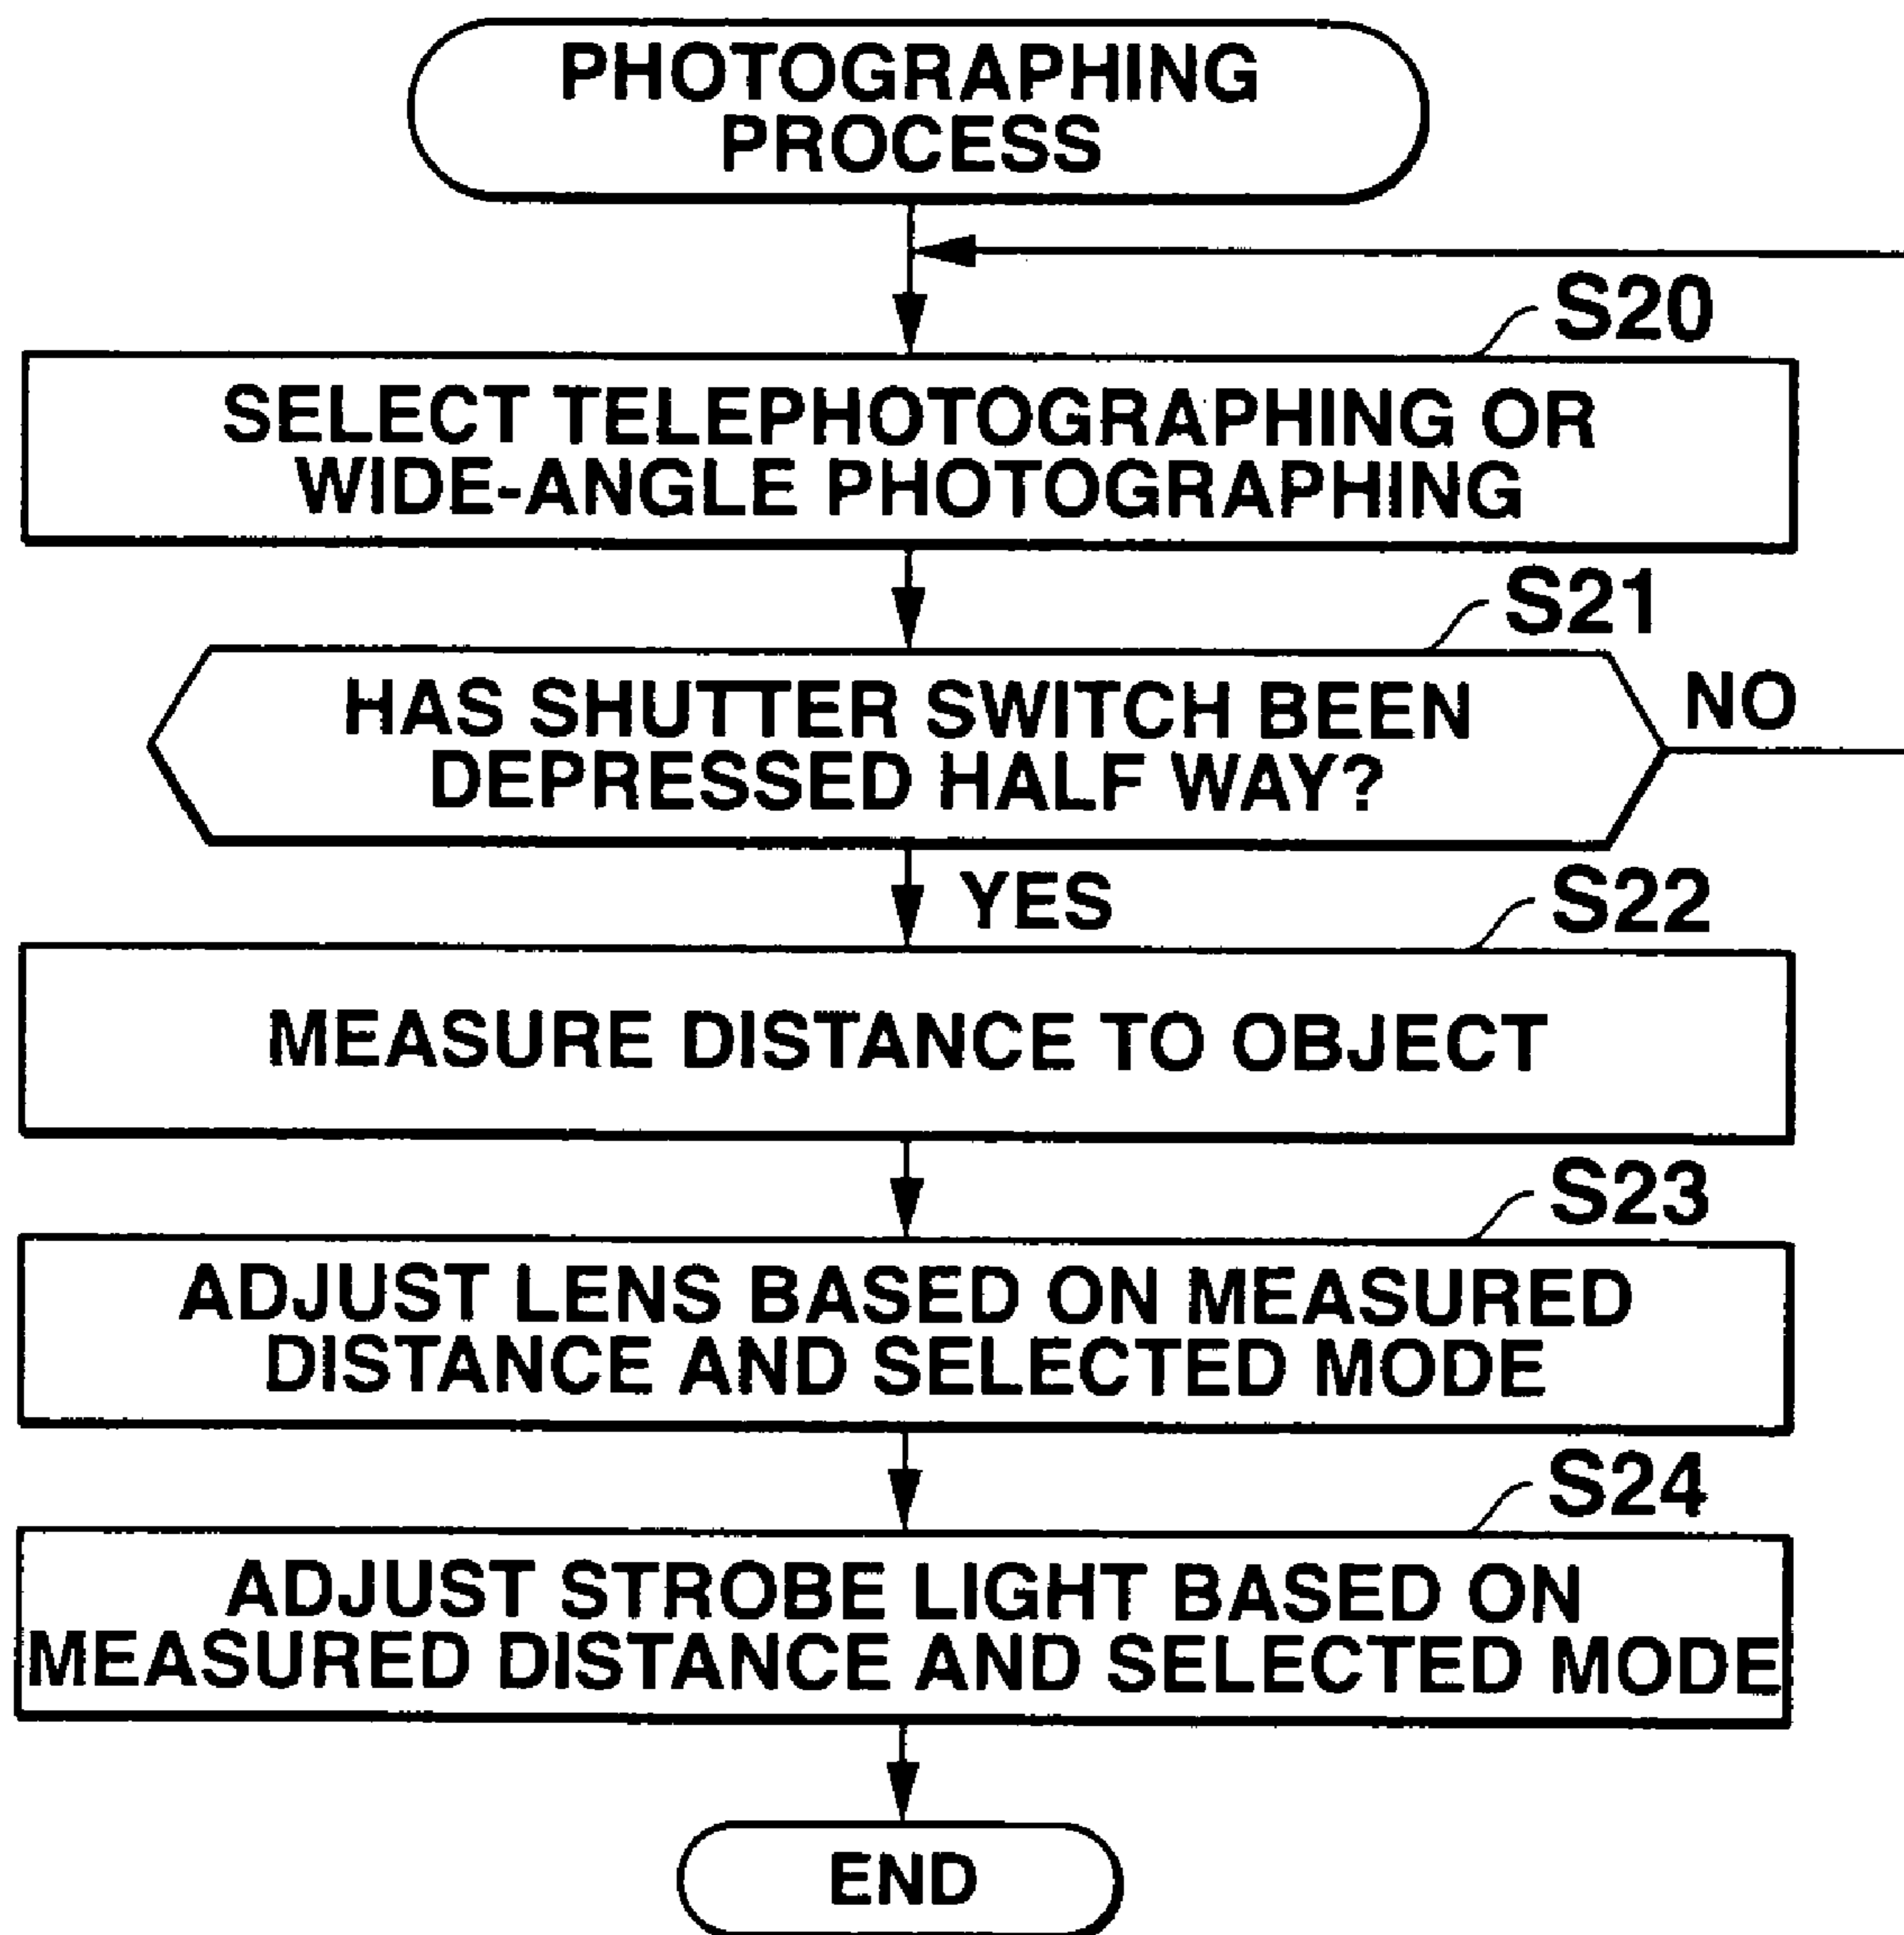 PHOTOGRAPHING
PROCESS
S20
SELECT TELEPHOTOGRAPHING OR
WIDE-ANGLE PHOTOGRAPHING
S21
HAS SHUTTER SWITCH BEEN
DEPRESSED HALF WAY?
NO
YES
S22
MEASURE DISTANCE TO OBJECT
S23
ADJUST LENS BASED ON MEASURED
DISTANCE AND SELECTED MODE
S24
ADJUST STROBE LIGHT BASED ON
MEASURED DISTANCE AND SELECTED MODE
END